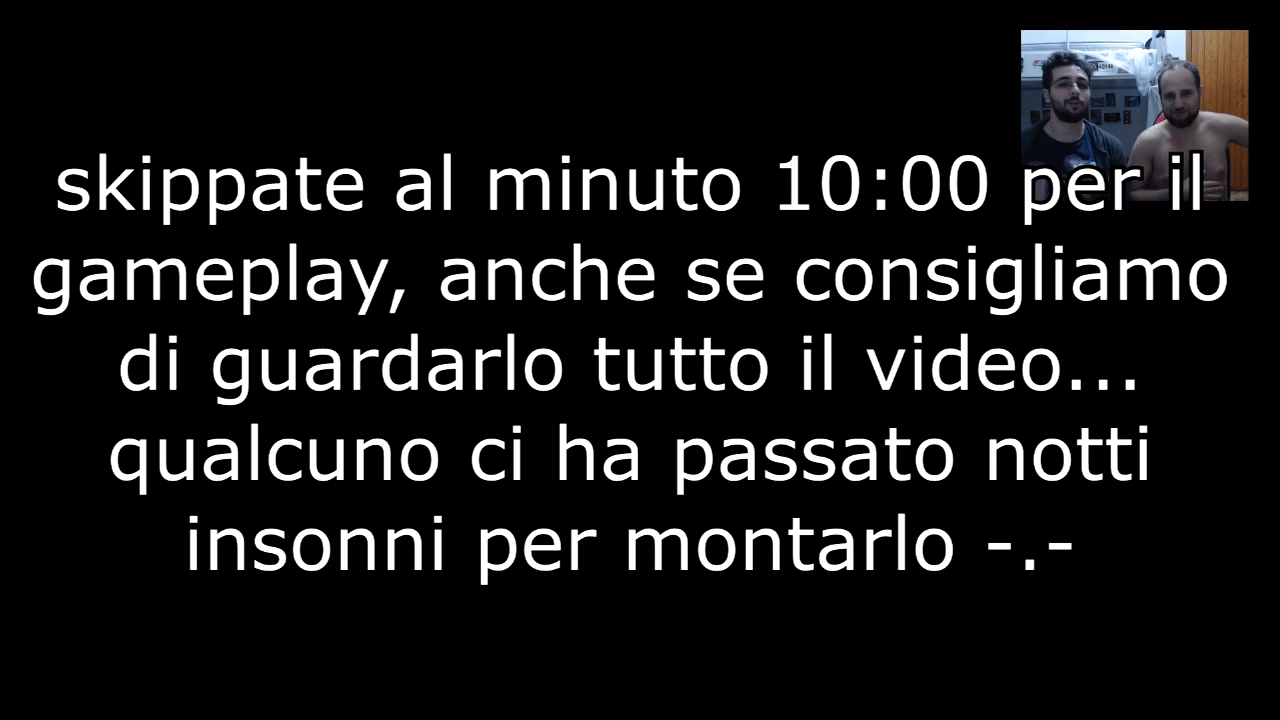 skippate al minuto 10:00 per il
gameplay, anche se consigliamo
di guardarlo tutto il video...
qualcuno ci ha passato notti
insonni per montarlo -.-